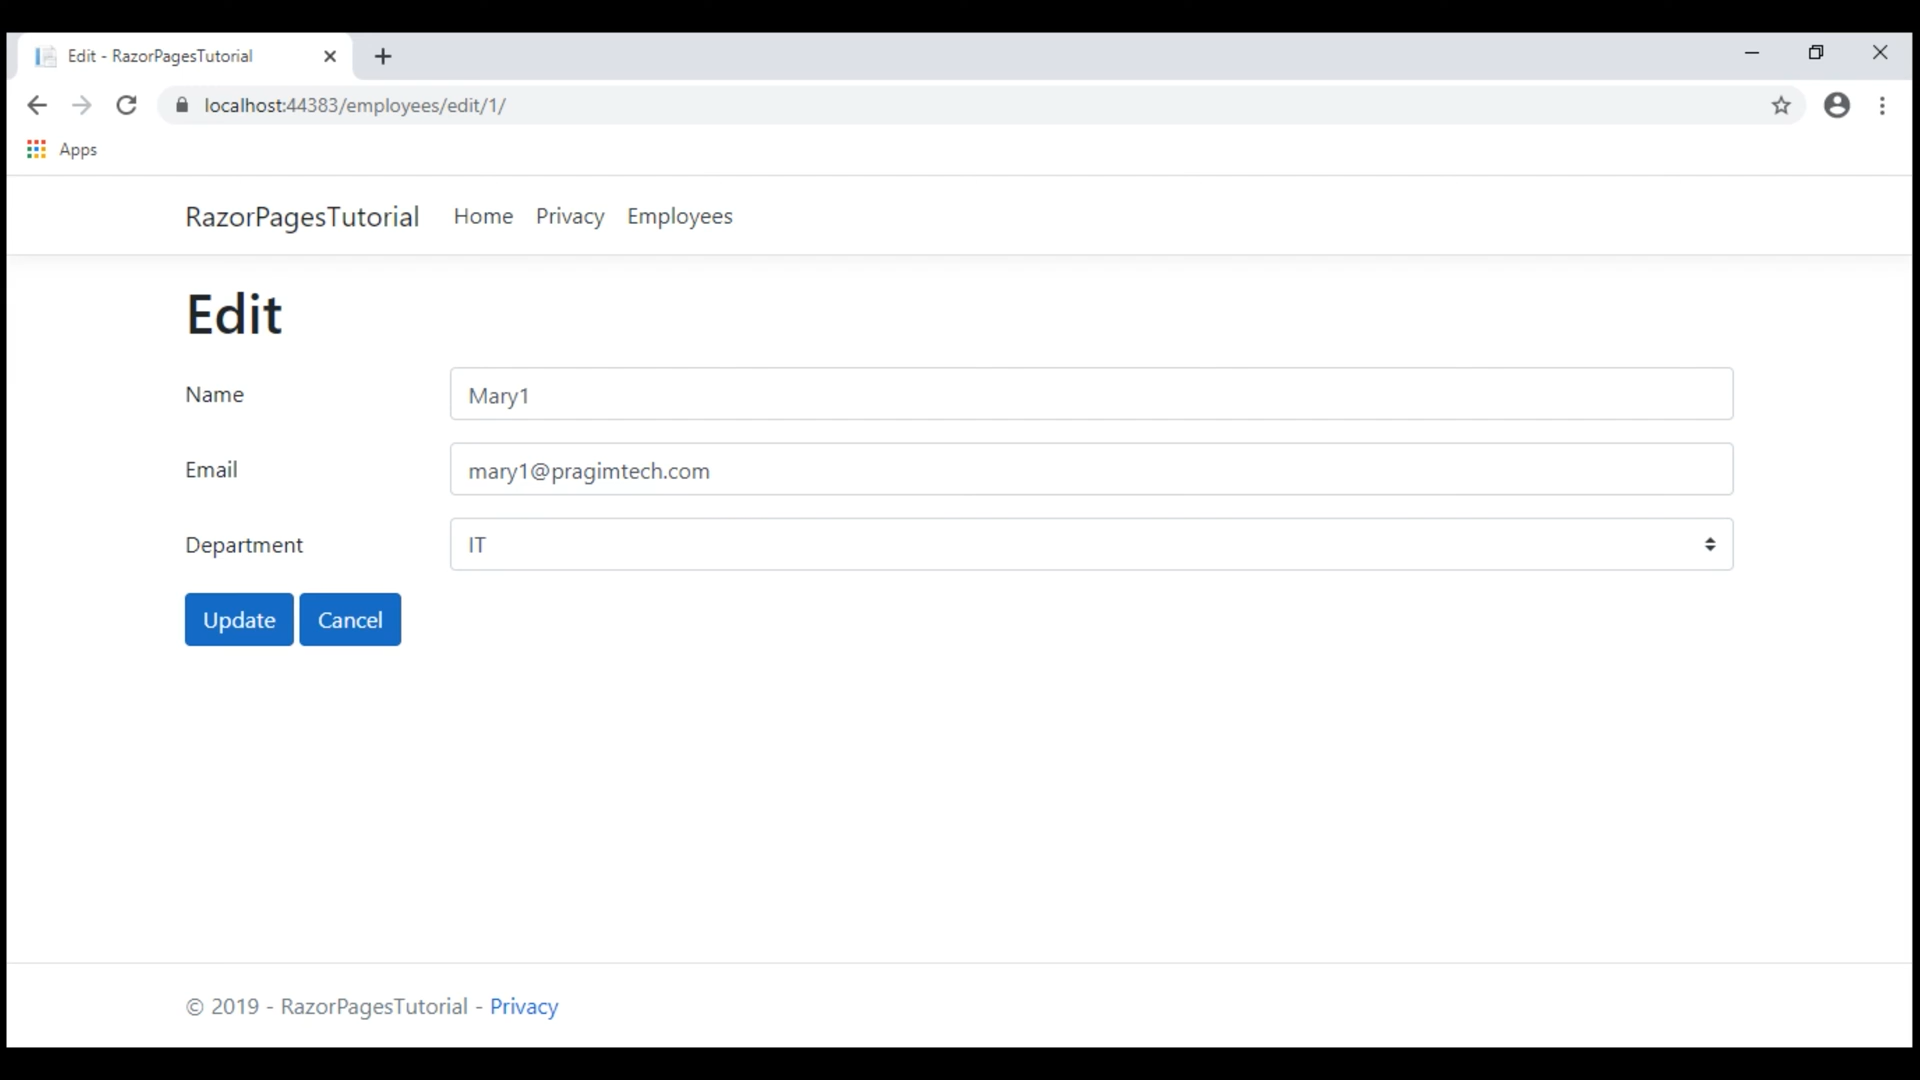 Edit - RazorPagesTutorial
localhost:44383/employees/edit/1/
Apps
RazorPagesTutorial Home Privacy Employees
Edit
Name Mary1
Email mary1@pragimtech.com
Department IT
Update Cancel
© 2019 - RazorPagesTutorial - Privacy